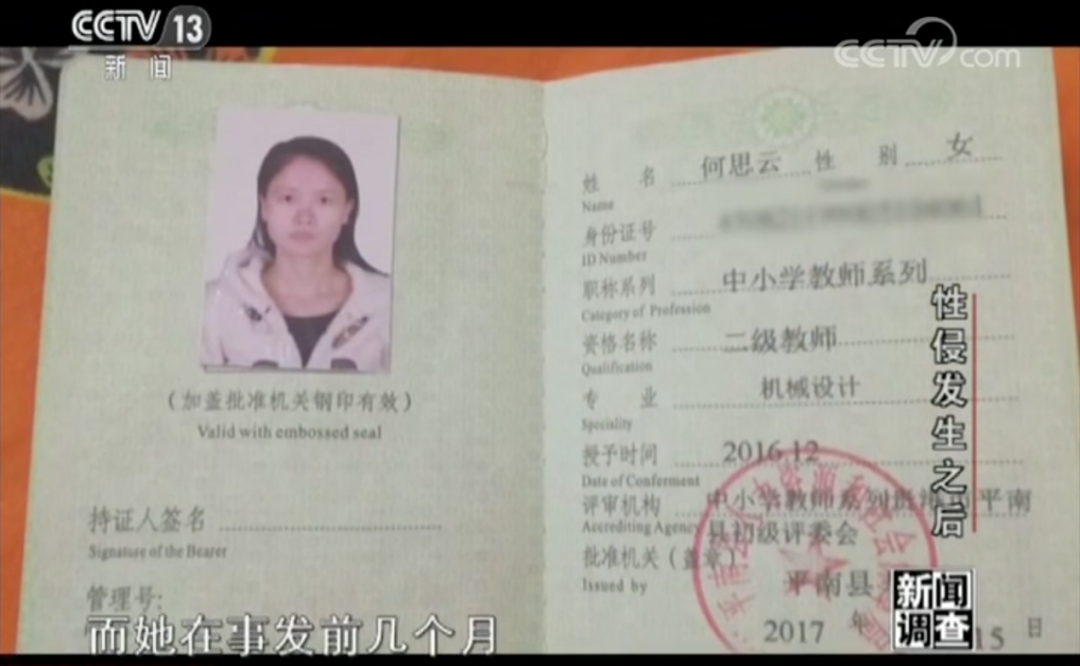 CCTV 13
新闻
CCTV.com
(加盖批准机关钢印有效)
Valid with embossed seal
持证人签名
Signature of the Bearer
管理号:
姓 名 何思云 性 别 女
Name
身份证号
ID Number
职称系列 中小学教师系列
Category of Profession
资格名称 二级教师
Qualification
专 业 机械设计
Speciality
授予时间 2016.12
Date of Conferment
评审机构 中小学教师系列贵港市平南
Accrediting Agency 县初级评委会
批准机关(盖章)
Issued by 平南县
2017 年 15 日
性侵发生之后
新闻
调查
而她在事发前几个月